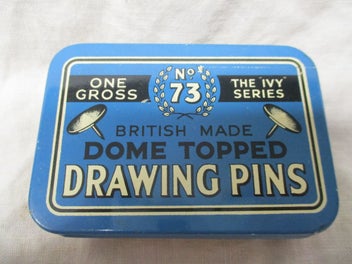 ONE GROSS
No 73
THE "IVY" SERIES
BRITISH MADE
DOME TOPPED
DRAWING PINS